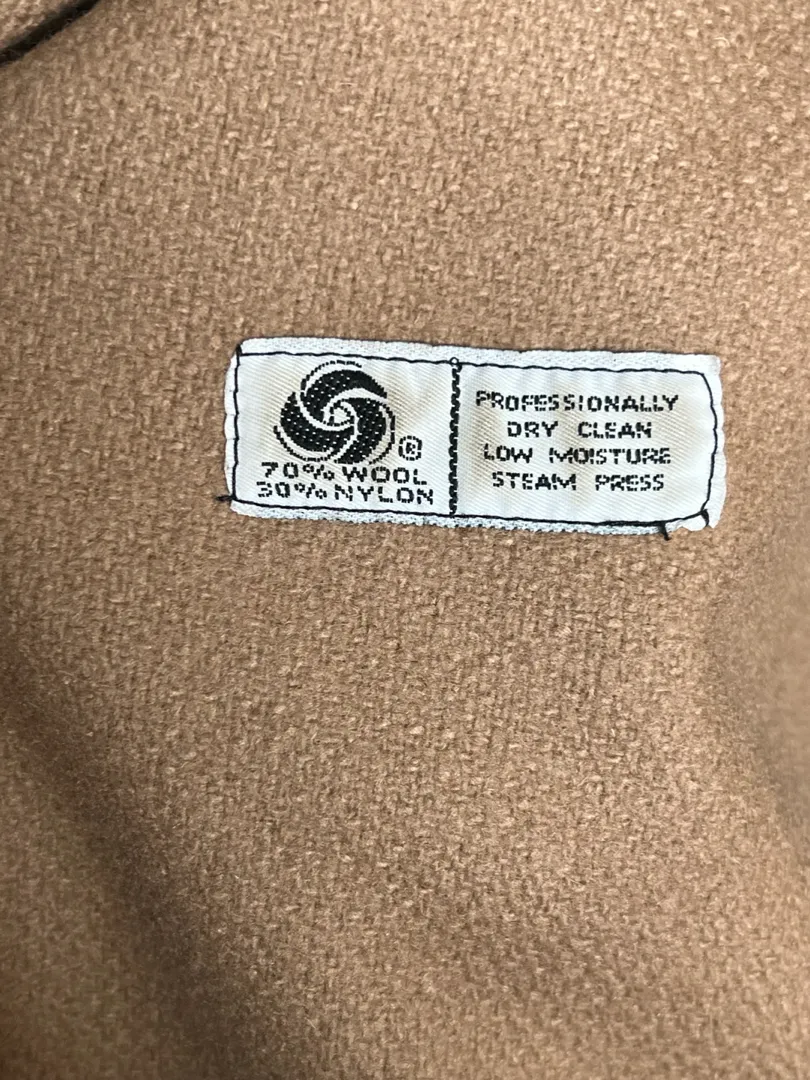 ®
70% WOOL
30% NYLON
PROFESSIONALLY
DRY CLEAN
LOW MOISTURE
STEAM PRESS